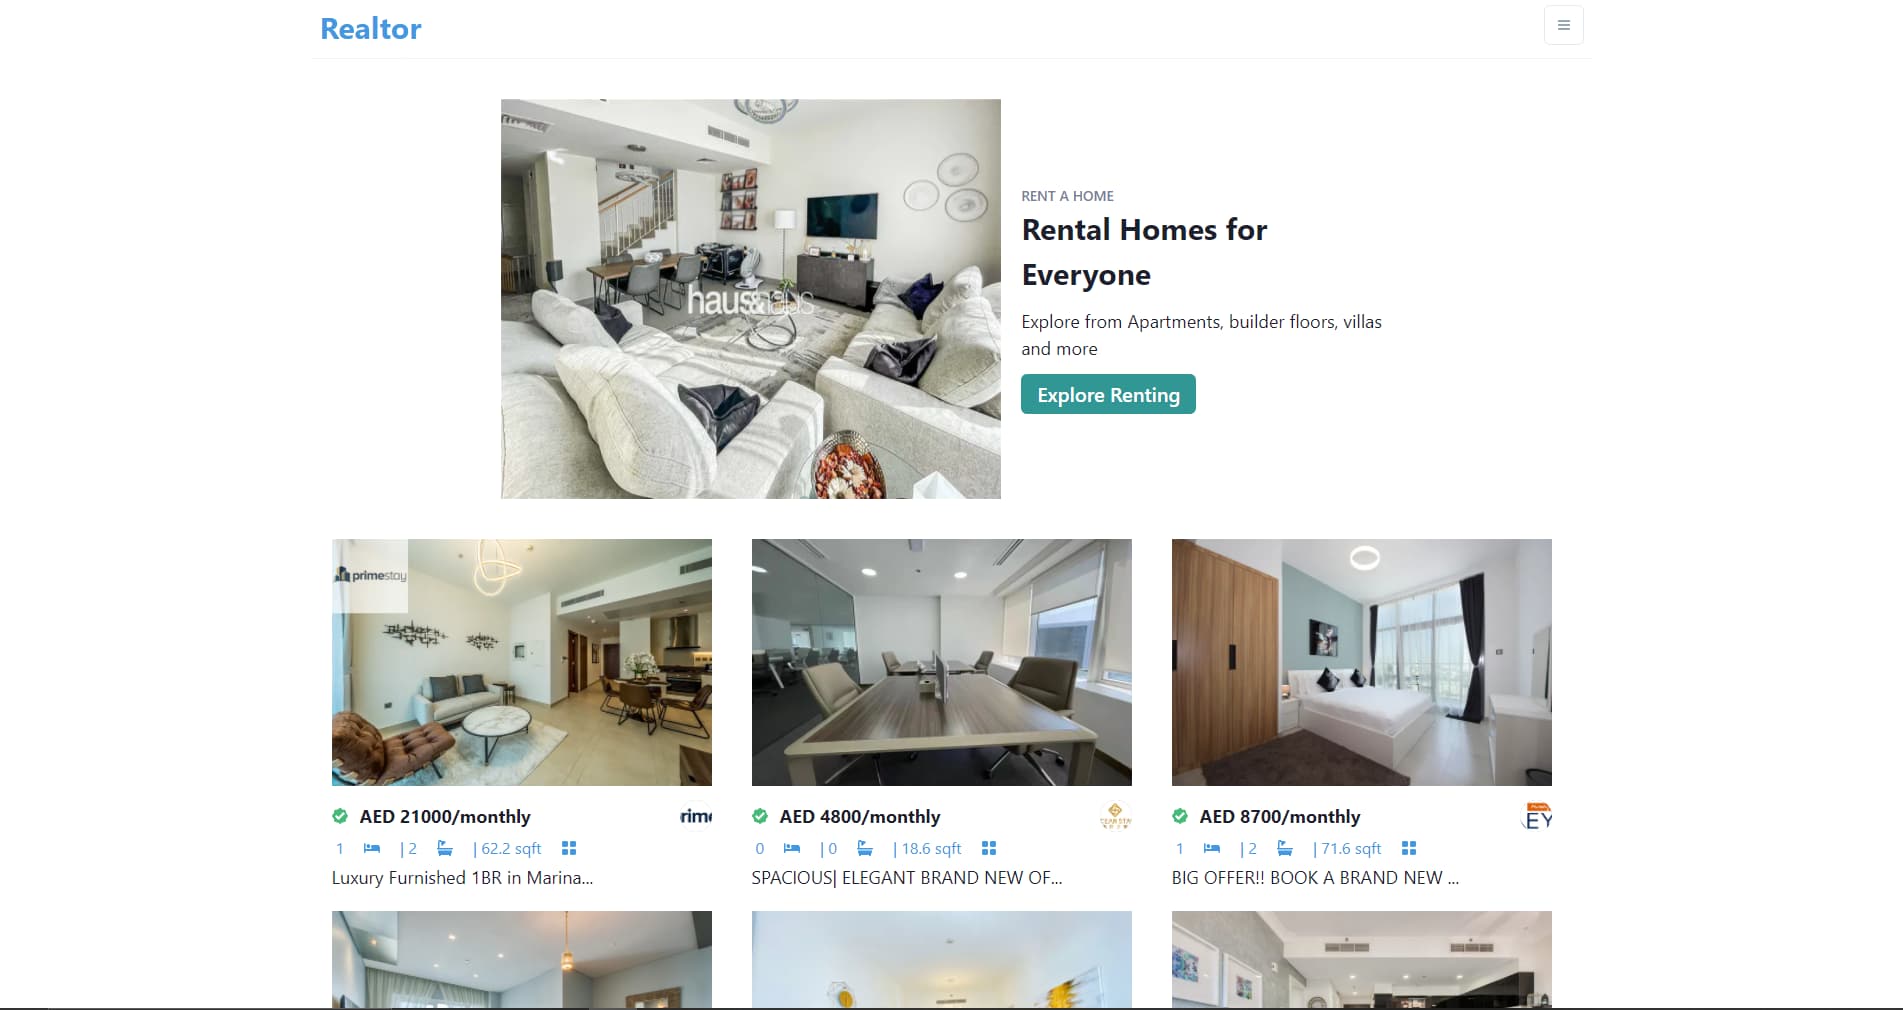 Realtor
haus&haus
RENT A HOME
Rental Homes for
Everyone
Explore from Apartments, builder floors, villas
and more
Explore Renting
primestay
AED 21000/monthly
1 | 2 | 62.2 sqft
Luxury Furnished 1BR in Marina...
AED 4800/monthly
0 | 0 | 18.6 sqft
SPACIOUS| ELEGANT BRAND NEW OF...
AED 8700/monthly
EY
1 | 2 | 71.6 sqft
BIG OFFER!! BOOK A BRAND NEW ...